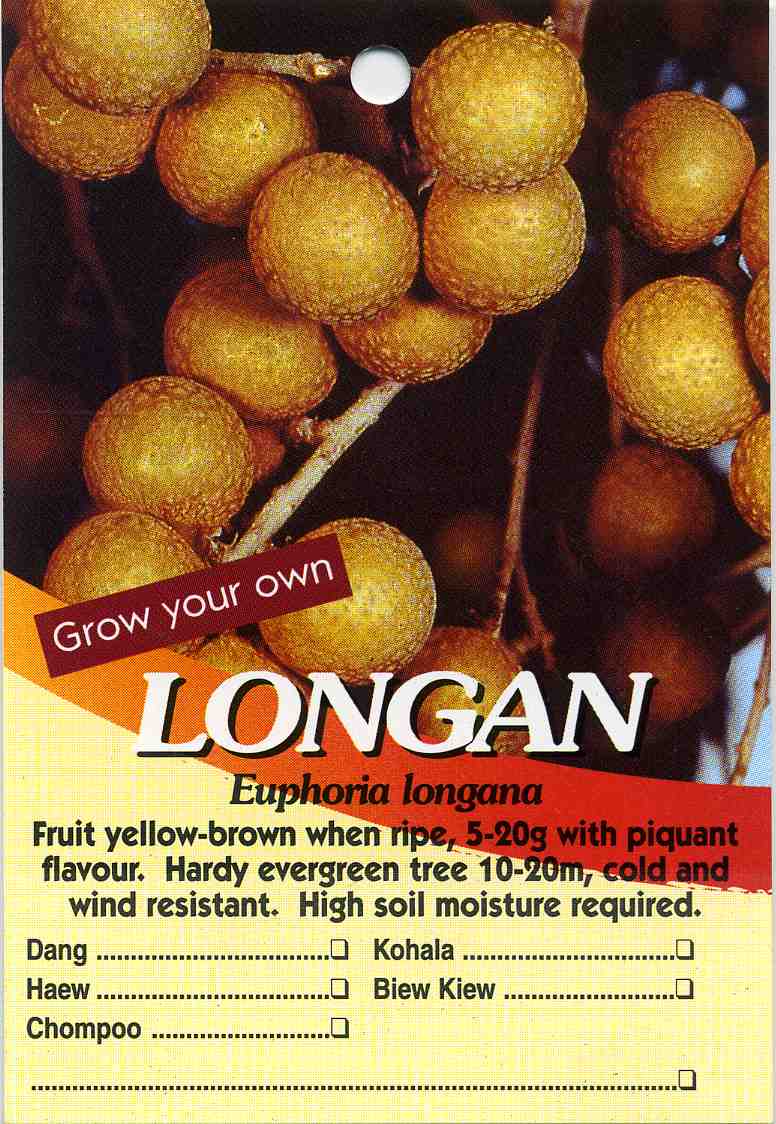 Grow your own
LONGAN
Euphoria longana
Fruit yellow-brown when ripe, 5-20g with piquant
flavour. Hardy evergreen tree 10-20m, cold and
wind resistant. High soil moisture required.
Dang ..................................❑ Kohala ...............................❑
Haew ..................................❑ Biew Kiew .........................❑
Chompoo ..........................❑
...............................................................................................❑